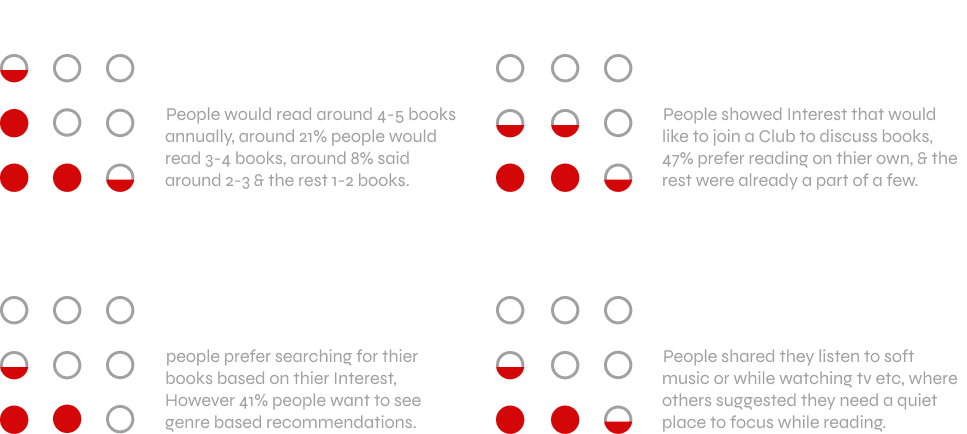 People would read around 4-5 books
annually, around 21% people would
read 3-4 books, around 8% said
around 2-3 & the rest 1-2 books.
People showed Interest that would
like to join a Club to discuss books,
47% prefer reading on thier own, & the
rest were already a part of a few.
people prefer searching for thier
books based on thier Interest,
However 41% people want to see
genre based recommendations.
People shared they listen to soft
music or while watching tv etc, where
others suggested they need a quiet
place to focus while reading.